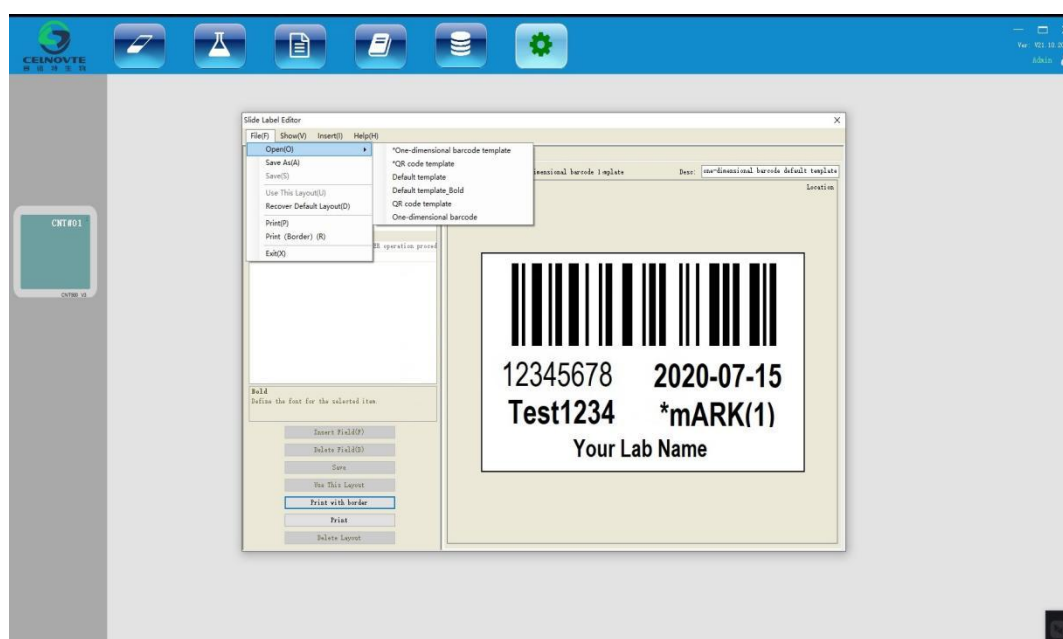 CELNOVTE
Ver: V21.10.20
Admin
CNT#01
Slide Label Editor
File(F) Show(V) Insert(I) Help(H)
Open(O)
Save As(A)
Save(S)
Use This Layout(U)
Recover Default Layout(D)
Print(P)
Print (Border) (R)
Exit(X)
*One-dimensional barcode template
*QR code template
Default template
Default template_Bold
QR code template
One-dimensional barcode
Desc: one-dimensional barcode default template
Location
operation proced
Bold
Define the font for the selected item.
Insert Field(P)
Delete Field(D)
Save
Use This Layout
Print with border
Print
Delete Layout
12345678 2020-07-15
Test1234 *mARK(1)
Your Lab Name